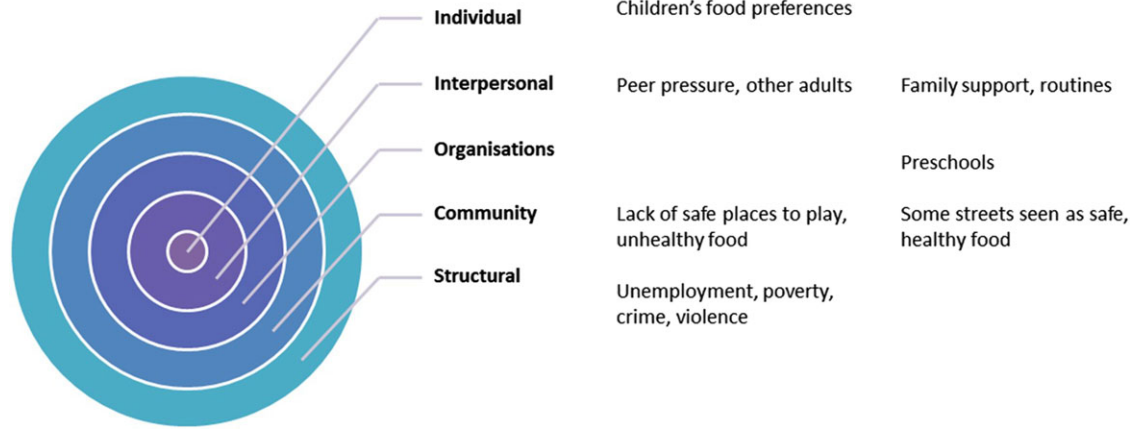 Individual
Children's food preferences
Interpersonal
Peer pressure, other adults
Family support, routines
Organisations
Preschools
Community
Lack of safe places to play,
unhealthy food
Some streets seen as safe,
healthy food
Structural
Unemployment, poverty,
crime, violence